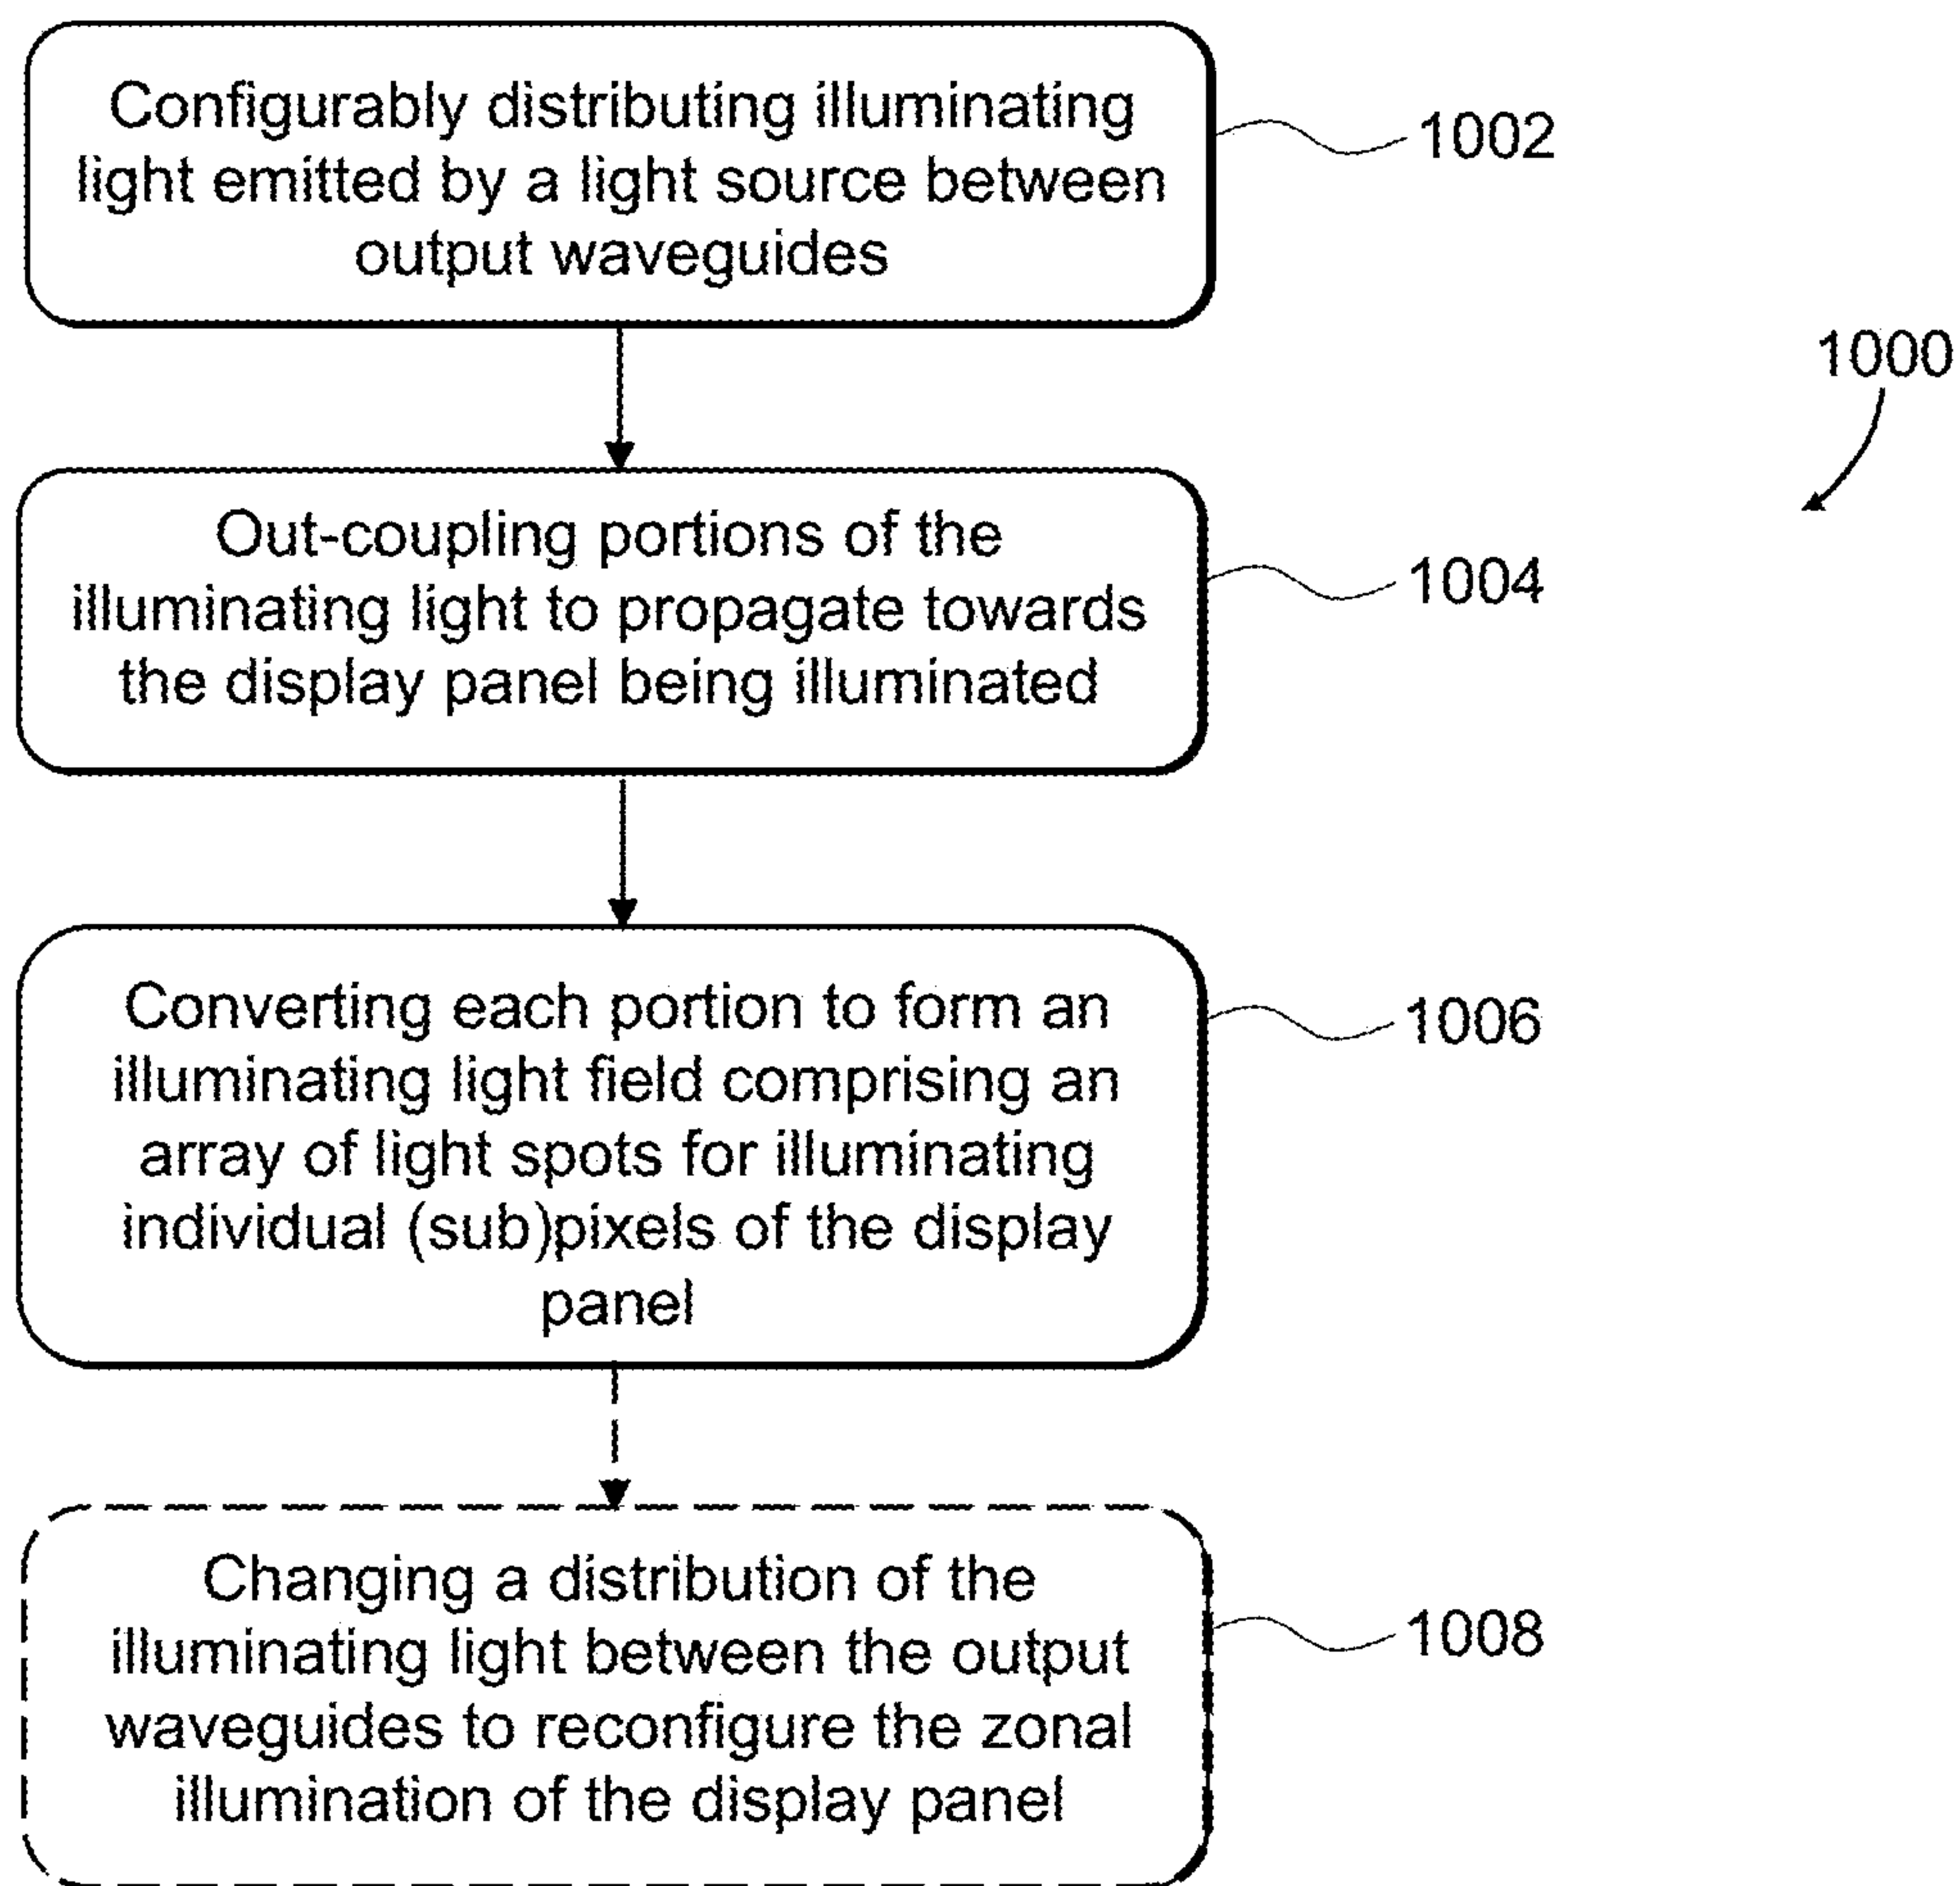 Configurably distributing illuminating
light emitted by a light source between
output waveguides
1002
1000
Out-coupling portions of the
illuminating light to propagate towards
the display panel being illuminated
1004
Converting each portion to form an
illuminating light field comprising an
array of light spots for illuminating
individual (sub)pixels of the display
panel
1006
Changing a distribution of the
illuminating light between the output
waveguides to reconfigure the zonal
illumination of the display panel
1008